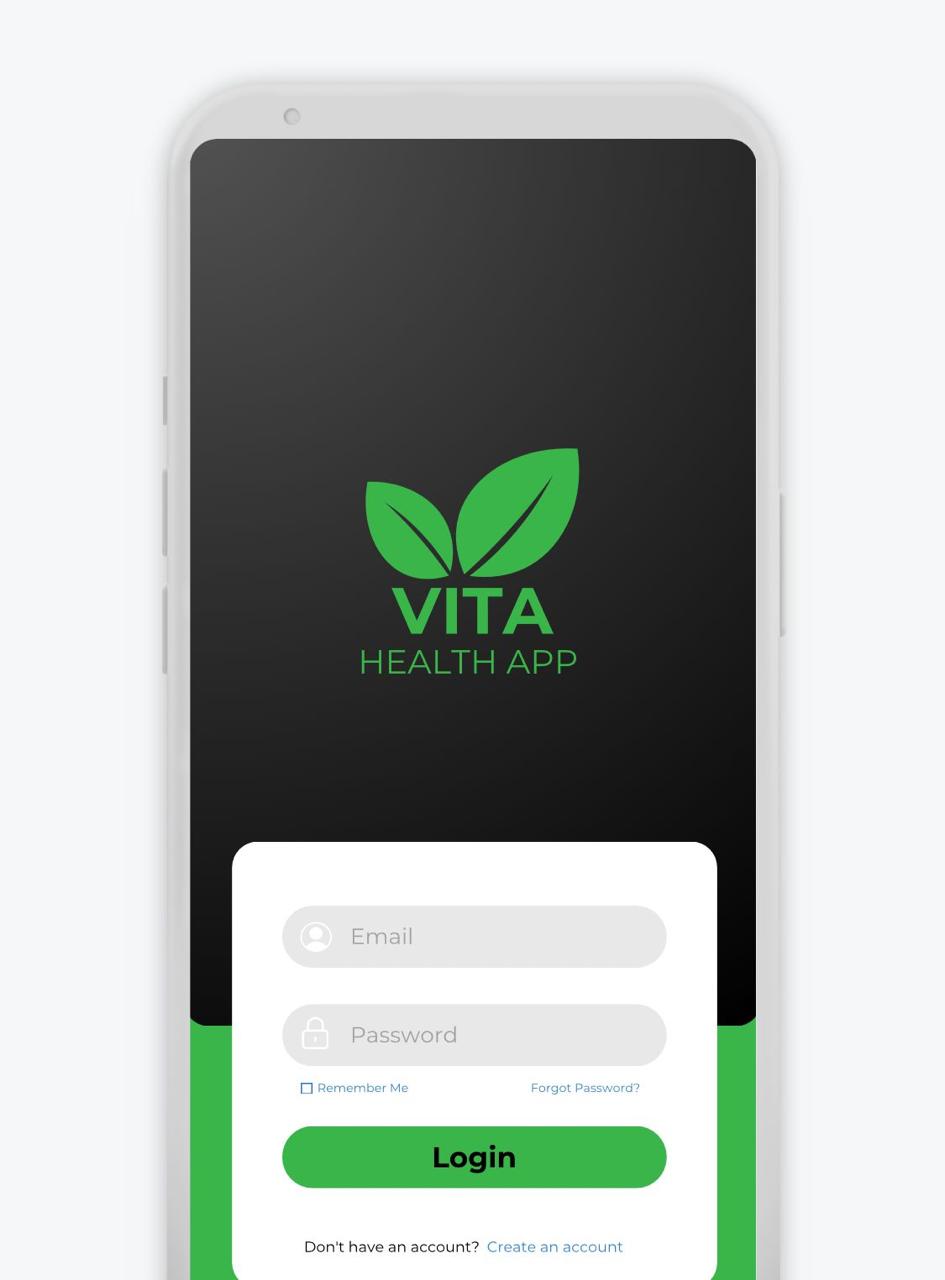 VITA
HEALTH APP
Email
Password
Remember Me
Forgot Password?
Login
Don't have an account? Create an account